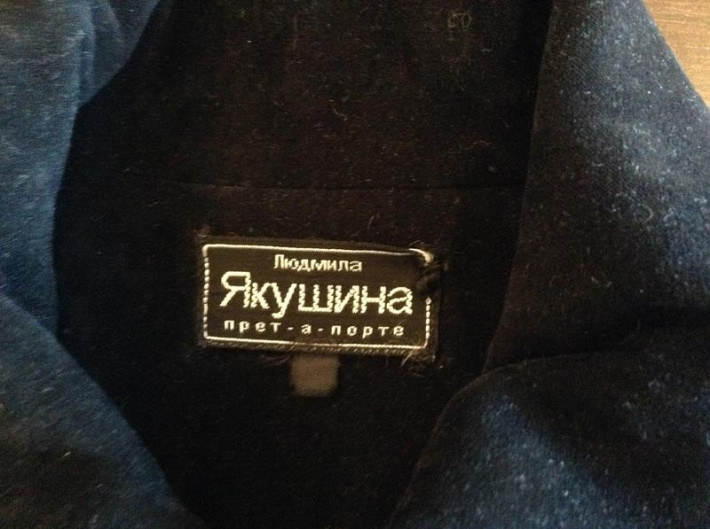 Людмила
Якушина
прет-а-порте